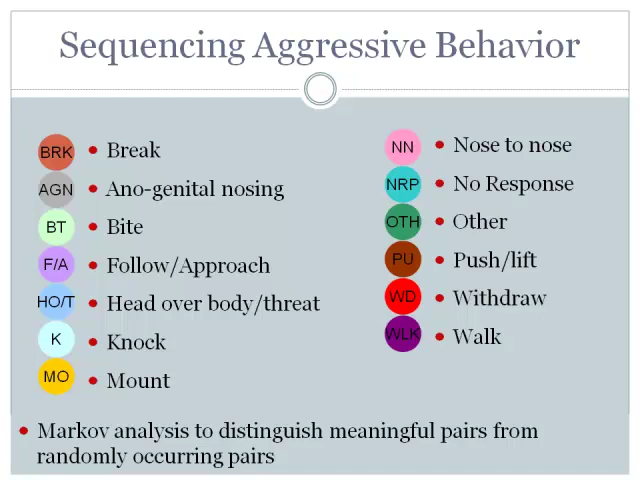 Sequencing Aggressive Behavior
BRK • Break
AGN • Ano-genital nosing
BT • Bite
F/A • Follow/Approach
HO/T • Head over body/threat
K • Knock
MO • Mount
NN • Nose to nose
NRP • No Response
OTH • Other
PU • Push/lift
WD • Withdraw
WLK • Walk
• Markov analysis to distinguish meaningful pairs from
randomly occurring pairs